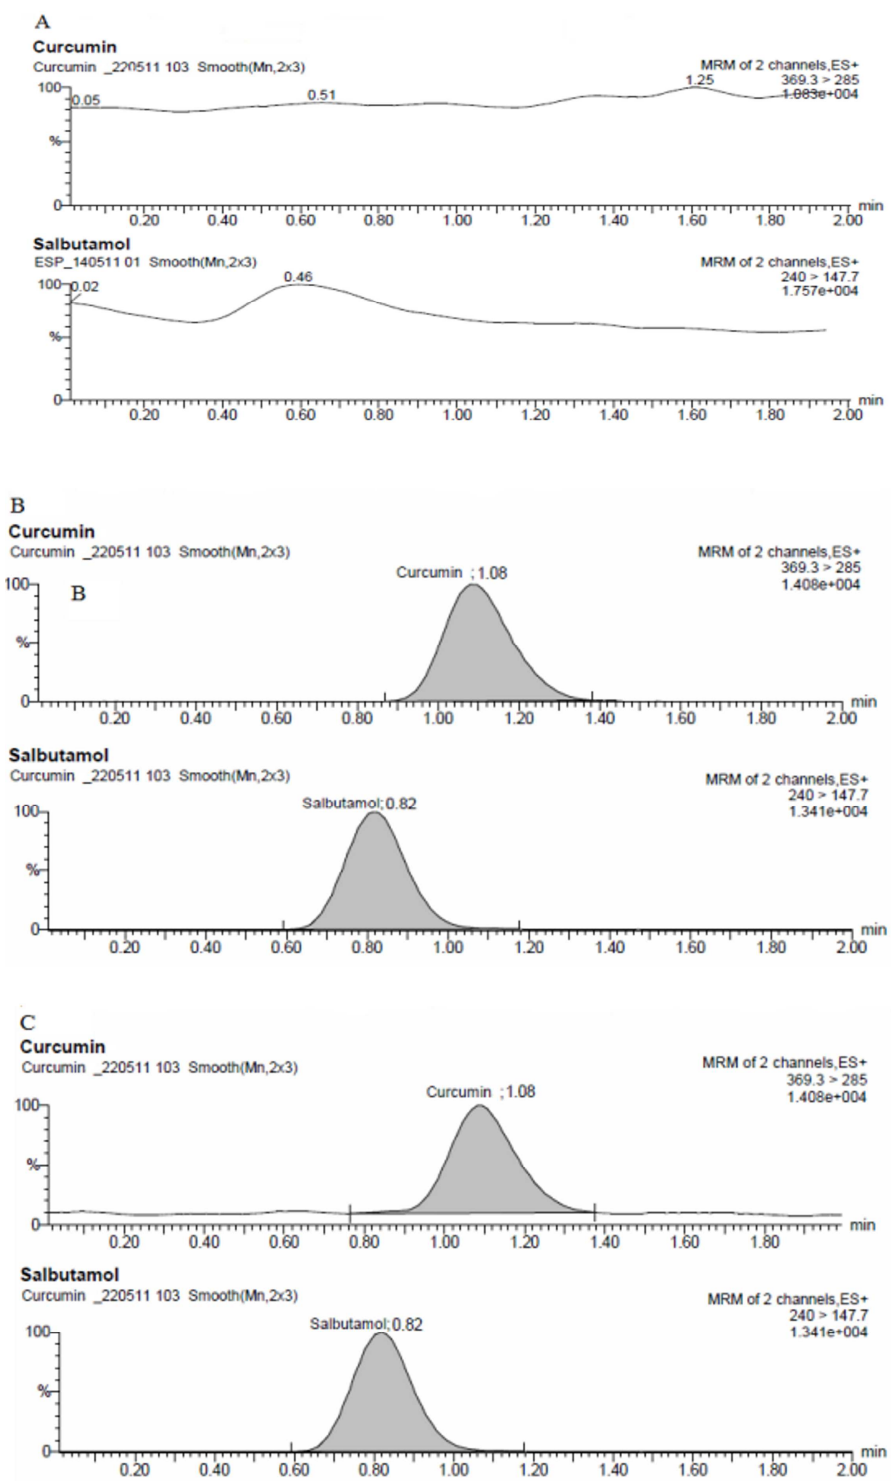 A
Curcumin
Curcumin _220511 103 Smooth(Mn,2x3)
MRM of 2 channels,ES+
369.3 > 285
1.083e+004
100
0.05
0.51
1.25
%
0
0.20 0.40 0.60 0.80 1.00 1.20 1.40 1.60 1.80 2.00 min
Salbutamol
ESP_140511 01 Smooth(Mn,2x3)
MRM of 2 channels,ES+
240 > 147.7
1.757e+004
100
0.02
0.46
%
0
0.20 0.40 0.60 0.80 1.00 1.20 1.40 1.60 1.80 2.00 min
B
Curcumin
Curcumin _220511 103 Smooth(Mn,2x3)
MRM of 2 channels,ES+
369.3 > 285
1.408e+004
Curcumin ;1.08
100
B
%
0
0.20 0.40 0.60 0.80 1.00 1.20 1.40 1.60 1.80 2.00 min
Salbutamol
Curcumin _220511 103 Smooth(Mn,2x3)
MRM of 2 channels,ES+
240 > 147.7
1.341e+004
Salbutamol;0.82
100
%
0
0.20 0.40 0.60 0.80 1.00 1.20 1.40 1.60 1.80 2.00 min
C
Curcumin
Curcumin _220511 103 Smooth(Mn,2x3)
MRM of 2 channels,ES+
369.3 > 285
1.408e+004
Curcumin ;1.08
100
%
0
0.20 0.40 0.60 0.80 1.00 1.20 1.40 1.60 1.80 min
Salbutamol
Curcumin _220511 103 Smooth(Mn,2x3)
MRM of 2 channels,ES+
240 > 147.7
1.341e+004
Salbutamol;0.82
100
%
0
0.20 0.40 0.60 0.80 1.00 1.20 1.40 1.60 1.80 2.00 min